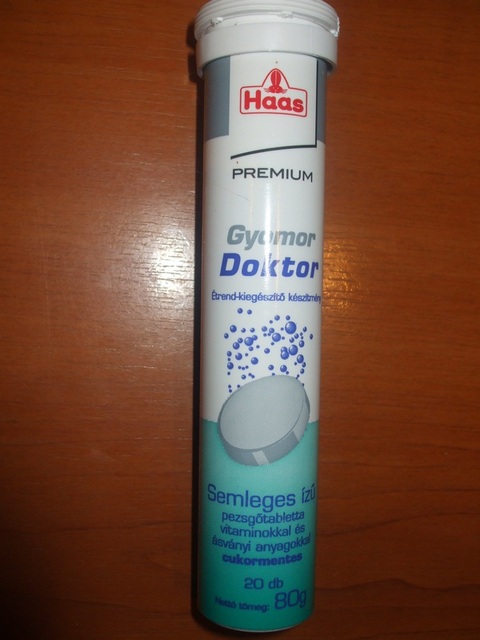 Haas
PREMIUM
Gyomor
Doktor
Étrend-kiegészítő készítmény
Semleges ízű
pezsgőtabletta
vitaminokkal és
ásványi anyagokkal
cukormentes
20 db
Nettó tömeg: 80g